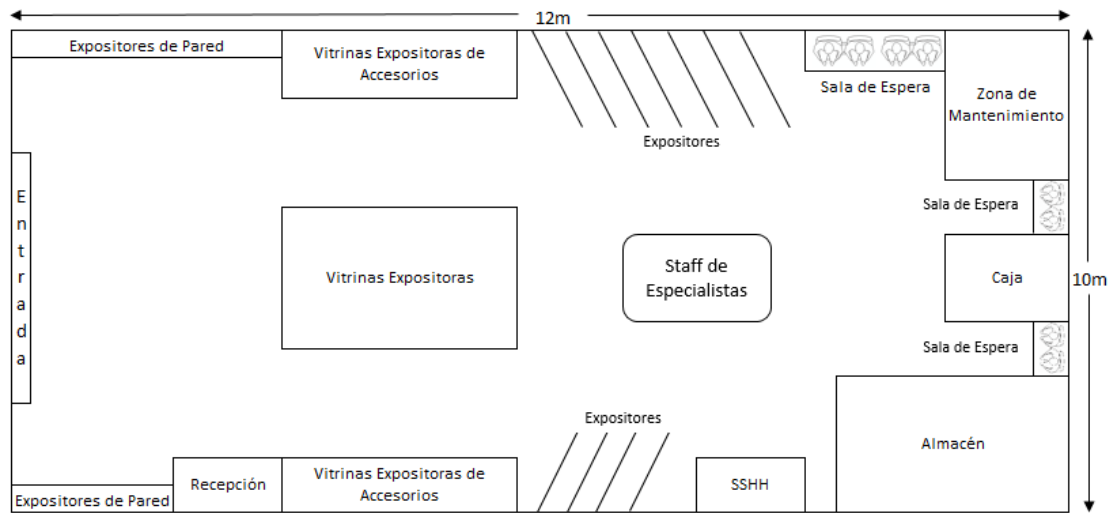 12m
Expositores de Pared
Vitrinas Expositoras de
Accesorios
Expositores
Sala de Espera
Zona de
Mantenimiento
Entrada
Sala de Espera
Vitrinas Expositoras
Staff de
Especialistas
Caja
10m
Sala de Espera
Expositores
Almacén
Expositores de Pared
Recepción
Vitrinas Expositoras de
Accesorios
SSHH